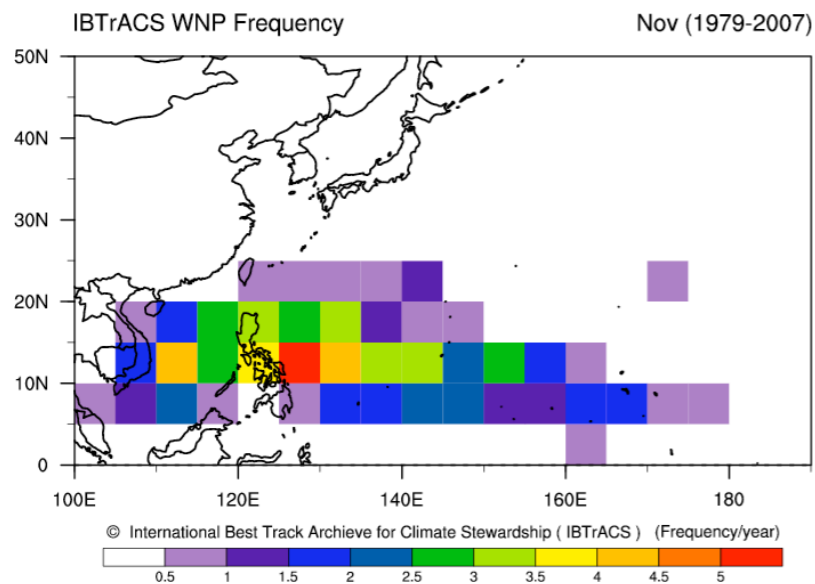 IBTrACS WNP Frequency Nov (1979-2007)
50N
40N
30N
20N
10N
0
100E 120E 140E 160E 180
© International Best Track Archieve for Climate Stewardship ( IBTrACS ) (Frequency/year)
0.5 1 1.5 2 2.5 3 3.5 4 4.5 5